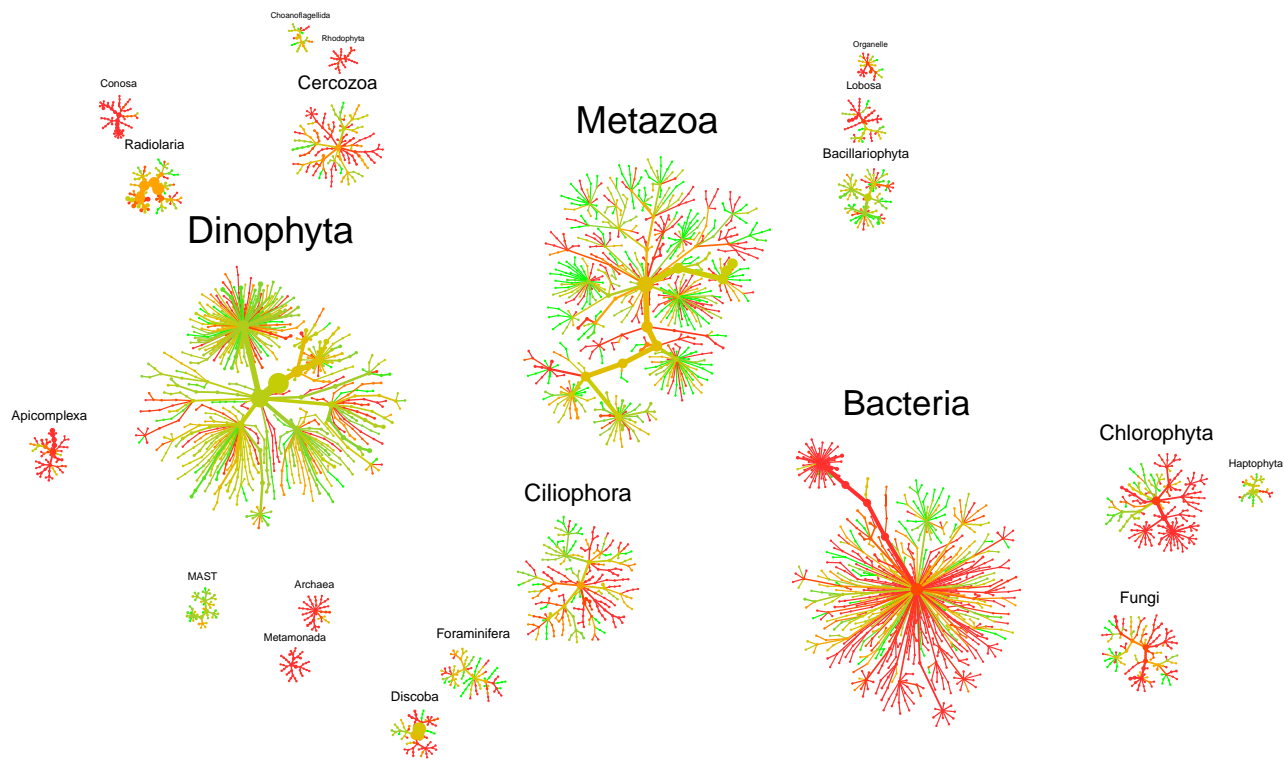 Choanoflagellida
Rhodophyta
Organelle
Conosa
Cercozoa
Lobosa
Metazoa
Radiolaria
Bacillariophyta
Dinophyta
Bacteria
Apicomplexa
Chlorophyta
Haptophyta
Ciliophora
MAST
Archaea
Fungi
Metamonada
Foraminifera
Discoba